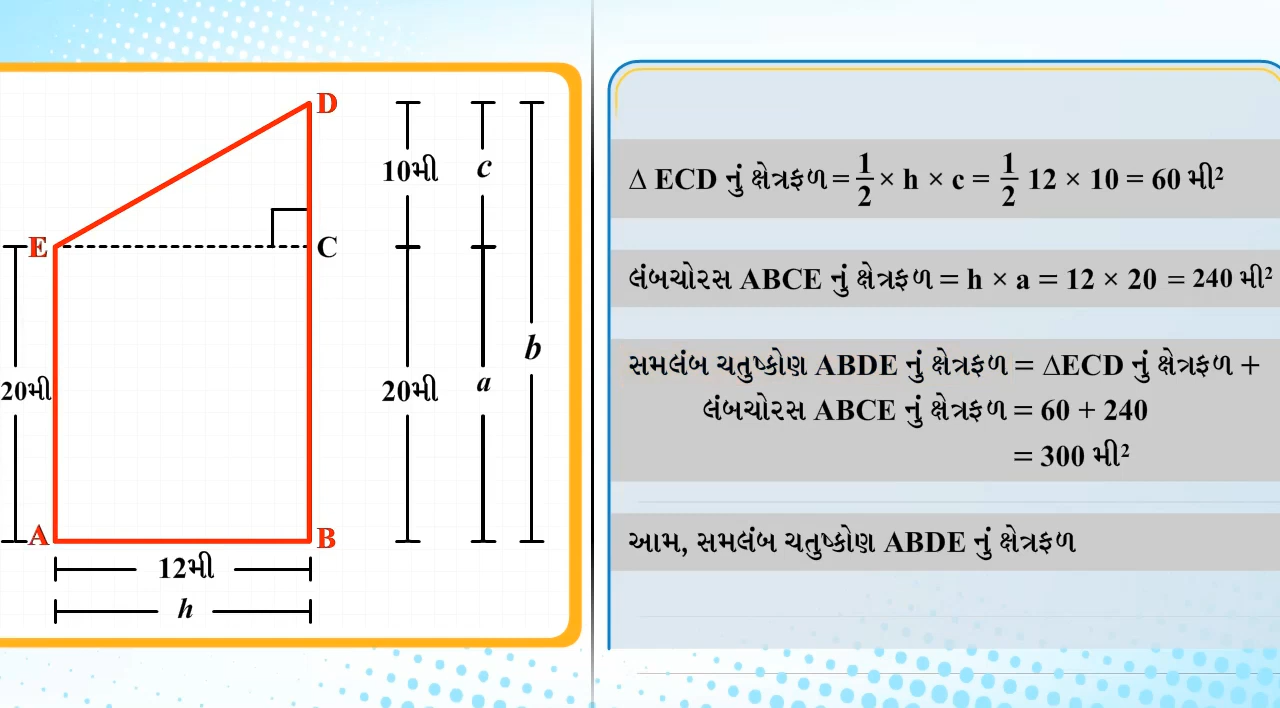 D
10મી
c
E
C
b
20મી
20મી
a
A
B
12મી
h
Δ ECD નું ક્ષેત્રફળ = 1/2 × h × c = 1/2 12 × 10 = 60 મી²
લંબચોરસ ABCE નું ક્ષેત્રફળ = h × a = 12 × 20 = 240 મી²
સમલંબ ચતુષ્કોણ ABDE નું ક્ષેત્રફળ = ΔECD નું ક્ષેત્રફળ +
લંબચોરસ ABCE નું ક્ષેત્રફળ = 60 + 240
= 300 મી²
આમ, સમલંબ ચતુષ્કોણ ABDE નું ક્ષેત્રફળ